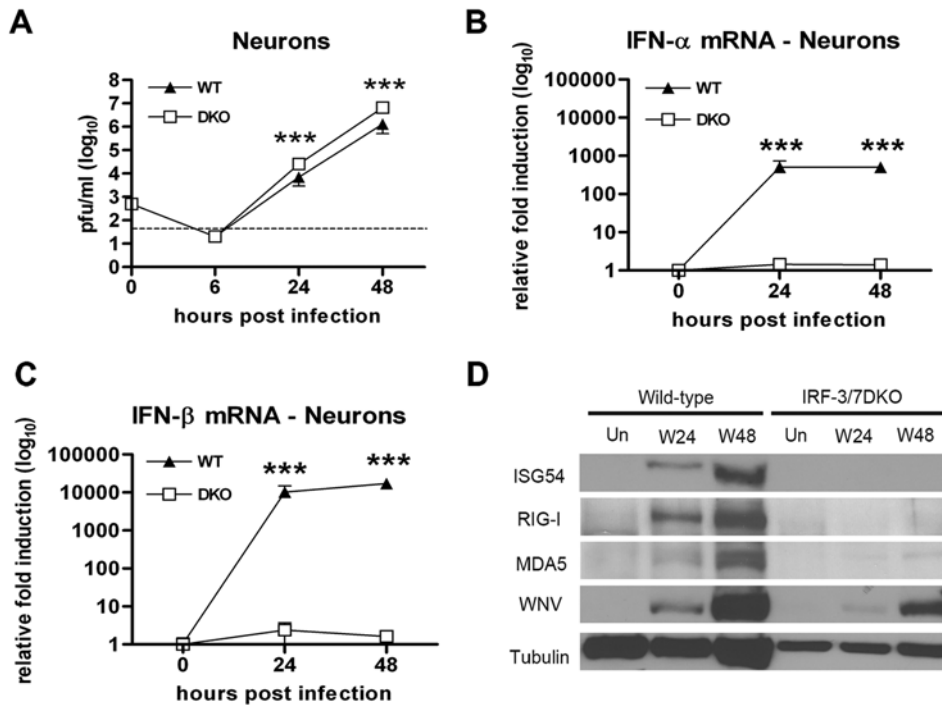 A
Neurons
WT
DKO
***
***
8
7
6
5
4
3
2
1
0
pfu/ml (log10)
0 6 24 48
hours post infection
B
IFN-α mRNA - Neurons
WT
DKO
***
***
100000
10000
1000
100
10
1
relative fold induction (log10)
0 24 48
hours post infection
C
IFN-β mRNA - Neurons
WT
DKO
***
***
100000
10000
1000
100
10
1
relative fold induction (log10)
0 24 48
hours post infection
D
Wild-type IRF-3/7DKO
Un W24 W48 Un W24 W48
ISG54
RIG-I
MDA5
WNV
Tubulin